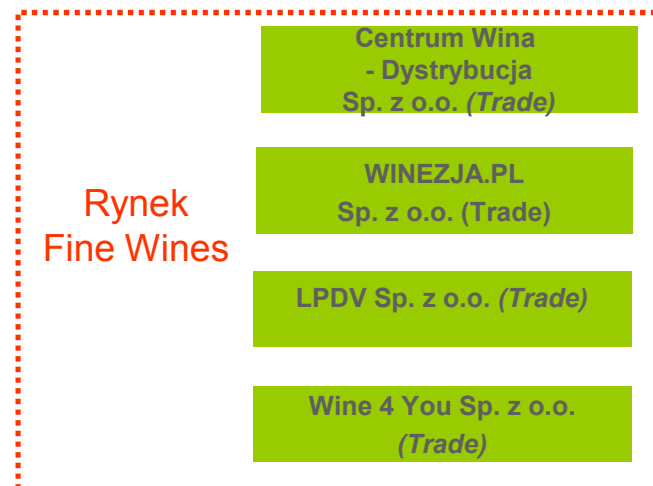 Centrum Wina
- Dystrybucja
Sp. z o.o. (Trade)
WINEZJA.PL
Sp. z o.o. (Trade)
Rynek
Fine Wines
LPDV Sp. z o.o. (Trade)
Wine 4 You Sp. z o.o.
(Trade)